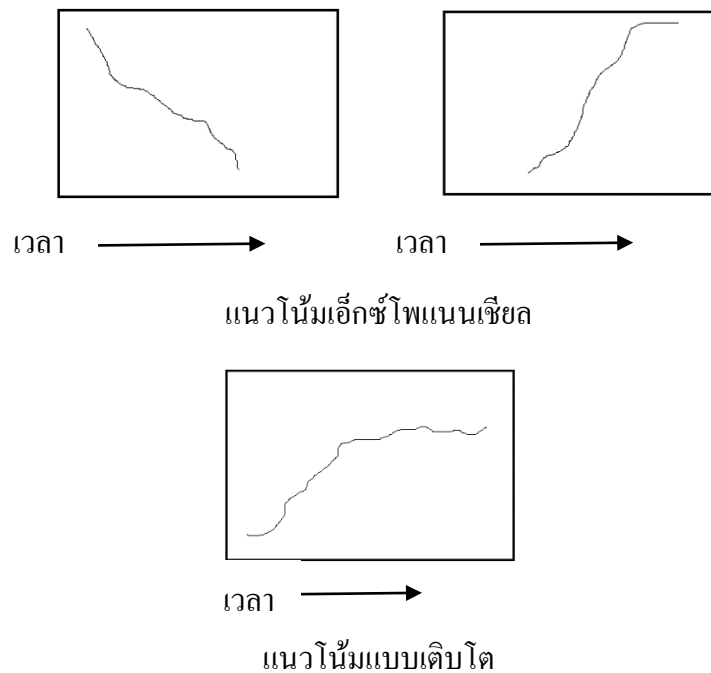 เวลา เวลา
แนวโน้มเอ็กซ์โพแนนเชียล
เวลา
แนวโน้มแบบเติบโต